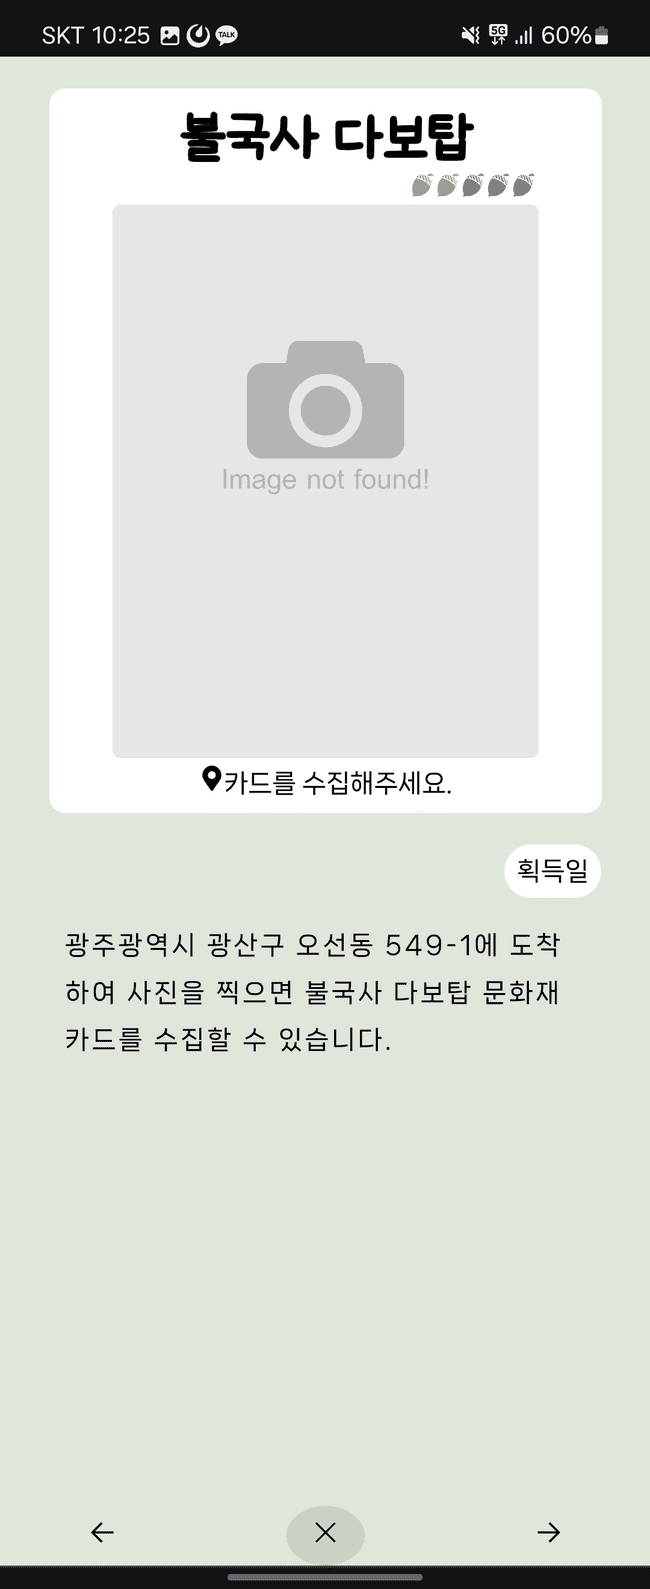 SKT 10:25 TALK 5G 60%
불국사 다보탑
Image not found!
카드를 수집해주세요.
획득일
광주광역시 광산구 오선동 549-1에 도착
하여 사진을 찍으면 불국사 다보탑 문화재
카드를 수집할 수 있습니다.